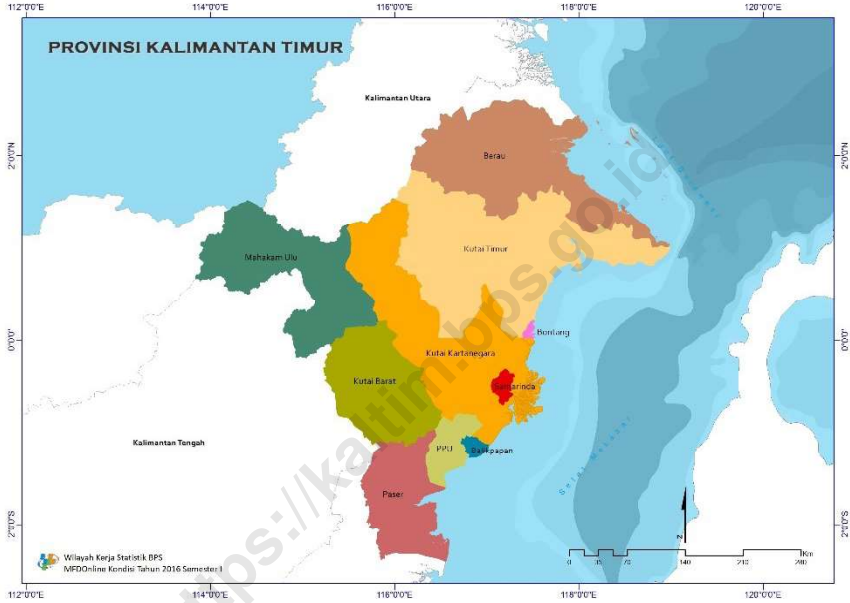 112°0'0"E 114°0'0"E 116°0'0"E 118°0'0"E 120°0'0"E
PROVINSI KALIMANTAN TIMUR
Kalimantan Utara
Berau
2°0'0"N 2°0'0"N
Kutai Timur
Mahakam Ulu
Bontang
0°0'0" 0°0'0"
Kutai Kartanegara
Kutai Barat
Samarinda
Kalimantan Tengah
PPU
Balikpapan
Selat Makassar
Paser
2°0'0"S 2°0'0"S
N
Km
0 35 70 140 210 280
Wilayah Kerja Statistik BPS
MFDOnline Kondisi Tahun 2016 Semester I
112°0'0"E 114°0'0"E 116°0'0"E 118°0'0"E 120°0'0"E
https://kaltim.bps.go.id